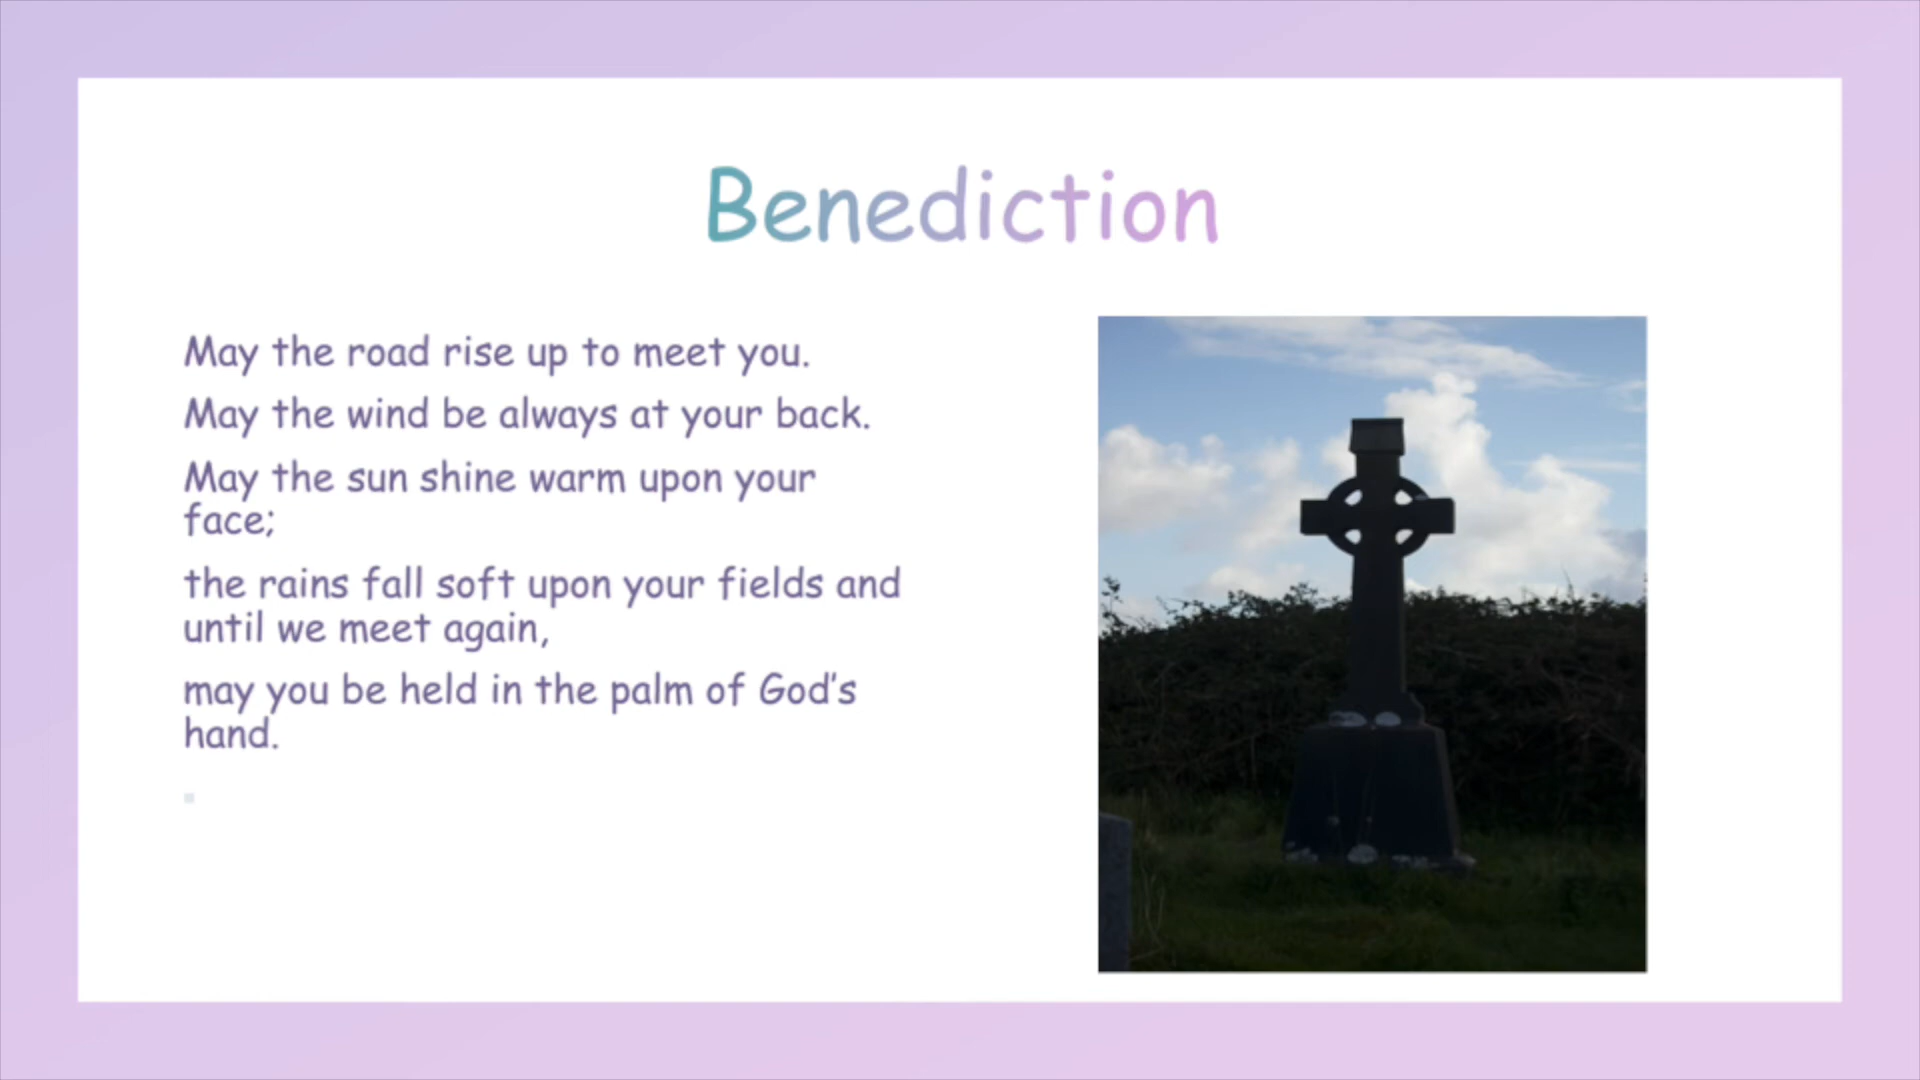 Benediction
May the road rise up to meet you.
May the wind be always at your back.
May the sun shine warm upon your
face;
the rains fall soft upon your fields and
until we meet again,
may you be held in the palm of God’s
hand.